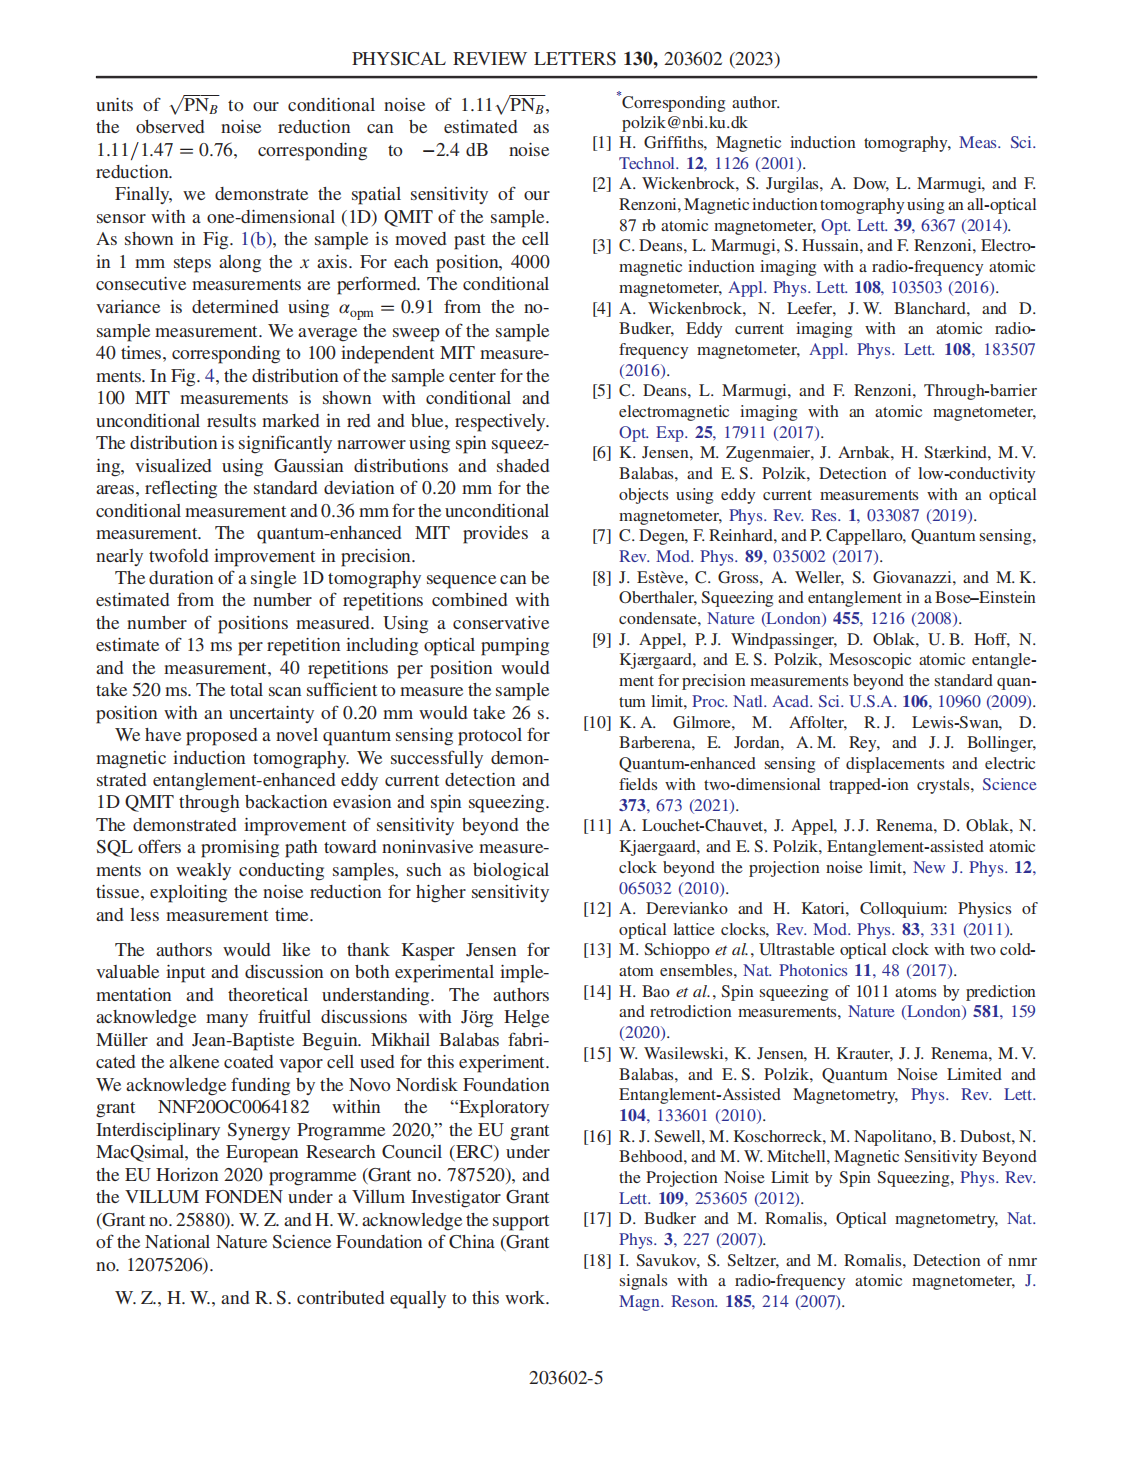 PHYSICAL REVIEW LETTERS 130, 203602 (2023)
units of √PN_B to our conditional noise of 1.11√PN_B,
the observed noise reduction can be estimated as
1.11/1.47 = 0.76, corresponding to −2.4 dB noise
reduction.
Finally, we demonstrate the spatial sensitivity of our
sensor with a one-dimensional (1D) QMIT of the sample.
As shown in Fig. 1(b), the sample is moved past the cell
in 1 mm steps along the x axis. For each position, 4000
consecutive measurements are performed. The conditional
variance is determined using α_opm = 0.91 from the no-
sample measurement. We average the sweep of the sample
40 times, corresponding to 100 independent MIT measure-
ments. In Fig. 4, the distribution of the sample center for the
100 MIT measurements is shown with conditional and
unconditional results marked in red and blue, respectively.
The distribution is significantly narrower using spin squeez-
ing, visualized using Gaussian distributions and shaded
areas, reflecting the standard deviation of 0.20 mm for the
conditional measurement and 0.36 mm for the unconditional
measurement. The quantum-enhanced MIT provides a
nearly twofold improvement in precision.
The duration of a single 1D tomography sequence can be
estimated from the number of repetitions combined with
the number of positions measured. Using a conservative
estimate of 13 ms per repetition including optical pumping
and the measurement, 40 repetitions per position would
take 520 ms. The total scan sufficient to measure the sample
position with an uncertainty of 0.20 mm would take 26 s.
We have proposed a novel quantum sensing protocol for
magnetic induction tomography. We successfully demon-
strated entanglement-enhanced eddy current detection and
1D QMIT through backaction evasion and spin squeezing.
The demonstrated improvement of sensitivity beyond the
SQL offers a promising path toward noninvasive measure-
ments on weakly conducting samples, such as biological
tissue, exploiting the noise reduction for higher sensitivity
and less measurement time.
The authors would like to thank Kasper Jensen for
valuable input and discussion on both experimental imple-
mentation and theoretical understanding. The authors
acknowledge many fruitful discussions with Jörg Helge
Müller and Jean-Baptiste Beguin. Mikhail Balabas fabri-
cated the alkene coated vapor cell used for this experiment.
We acknowledge funding by the Novo Nordisk Foundation
grant NNF20OC0064182 within the “Exploratory
Interdisciplinary Synergy Programme 2020,” the EU grant
MacQsimal, the European Research Council (ERC) under
the EU Horizon 2020 programme (Grant no. 787520), and
the VILLUM FONDEN under a Villum Investigator Grant
(Grant no. 25880). W. Z. and H. W. acknowledge the support
of the National Nature Science Foundation of China (Grant
no. 12075206).
W. Z., H. W., and R. S. contributed equally to this work.
*Corresponding author.
polzik@nbi.ku.dk
[1] H. Griffiths, Magnetic induction tomography, Meas. Sci.
Technol. 12, 1126 (2001).
[2] A. Wickenbrock, S. Jurgilas, A. Dow, L. Marmugi, and F.
Renzoni, Magnetic induction tomography using an all-optical
87 rb atomic magnetometer, Opt. Lett. 39, 6367 (2014).
[3] C. Deans, L. Marmugi, S. Hussain, and F. Renzoni, Electro-
magnetic induction imaging with a radio-frequency atomic
magnetometer, Appl. Phys. Lett. 108, 103503 (2016).
[4] A. Wickenbrock, N. Leefer, J. W. Blanchard, and D.
Budker, Eddy current imaging with an atomic radio-
frequency magnetometer, Appl. Phys. Lett. 108, 183507
(2016).
[5] C. Deans, L. Marmugi, and F. Renzoni, Through-barrier
electromagnetic imaging with an atomic magnetometer,
Opt. Exp. 25, 17911 (2017).
[6] K. Jensen, M. Zugenmaier, J. Arnbak, H. Stærkind, M. V.
Balabas, and E. S. Polzik, Detection of low-conductivity
objects using eddy current measurements with an optical
magnetometer, Phys. Rev. Res. 1, 033087 (2019).
[7] C. Degen, F. Reinhard, and P. Cappellaro, Quantum sensing,
Rev. Mod. Phys. 89, 035002 (2017).
[8] J. Estève, C. Gross, A. Weller, S. Giovanazzi, and M. K.
Oberthaler, Squeezing and entanglement in a Bose–Einstein
condensate, Nature (London) 455, 1216 (2008).
[9] J. Appel, P. J. Windpassinger, D. Oblak, U. B. Hoff, N.
Kjærgaard, and E. S. Polzik, Mesoscopic atomic entangle-
ment for precision measurements beyond the standard quan-
tum limit, Proc. Natl. Acad. Sci. U.S.A. 106, 10960 (2009).
[10] K. A. Gilmore, M. Affolter, R. J. Lewis-Swan, D.
Barberena, E. Jordan, A. M. Rey, and J. J. Bollinger,
Quantum-enhanced sensing of displacements and electric
fields with two-dimensional trapped-ion crystals, Science
373, 673 (2021).
[11] A. Louchet-Chauvet, J. Appel, J. J. Renema, D. Oblak, N.
Kjaergaard, and E. S. Polzik, Entanglement-assisted atomic
clock beyond the projection noise limit, New J. Phys. 12,
065032 (2010).
[12] A. Derevianko and H. Katori, Colloquium: Physics of
optical lattice clocks, Rev. Mod. Phys. 83, 331 (2011).
[13] M. Schioppo et al., Ultrastable optical clock with two cold-
atom ensembles, Nat. Photonics 11, 48 (2017).
[14] H. Bao et al., Spin squeezing of 1011 atoms by prediction
and retrodiction measurements, Nature (London) 581, 159
(2020).
[15] W. Wasilewski, K. Jensen, H. Krauter, J. J. Renema, M. V.
Balabas, and E. S. Polzik, Quantum Noise Limited and
Entanglement-Assisted Magnetometry, Phys. Rev. Lett.
104, 133601 (2010).
[16] R. J. Sewell, M. Koschorreck, M. Napolitano, B. Dubost, N.
Behbood, and M. W. Mitchell, Magnetic Sensitivity Beyond
the Projection Noise Limit by Spin Squeezing, Phys. Rev.
Lett. 109, 253605 (2012).
[17] D. Budker and M. Romalis, Optical magnetometry, Nat.
Phys. 3, 227 (2007).
[18] I. Savukov, S. Seltzer, and M. Romalis, Detection of nmr
signals with a radio-frequency atomic magnetometer, J.
Magn. Reson. 185, 214 (2007).
203602-5